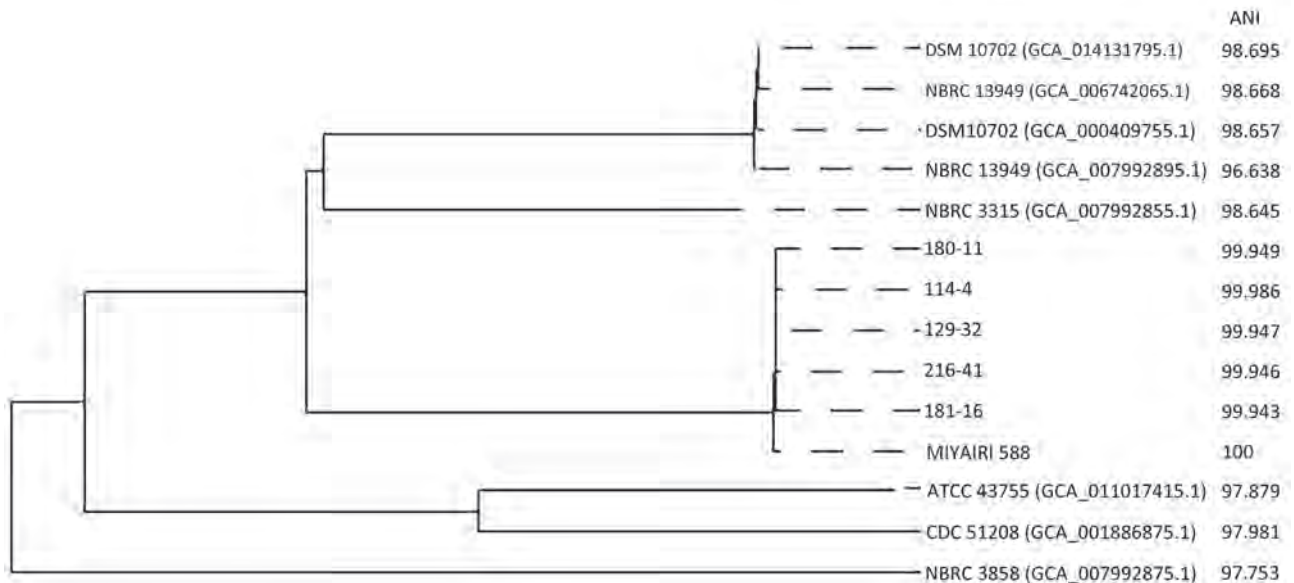 ANI
DSM 10702 (GCA_014131795.1) 98.695
NBRC 13949 (GCA_006742065.1) 98.668
DSM10702 (GCA_000409755.1) 98.657
NBRC 13949 (GCA_007992895.1) 96.638
NBRC 3315 (GCA_007992855.1) 98.645
180-11 99.949
114-4 99.986
129-32 99.947
216-41 99.946
181-16 99.943
MIYAIRI 588 100
ATCC 43755 (GCA_011017415.1) 97.879
CDC 51208 (GCA_001886875.1) 97.981
NBRC 3858 (GCA_007992875.1) 97.753